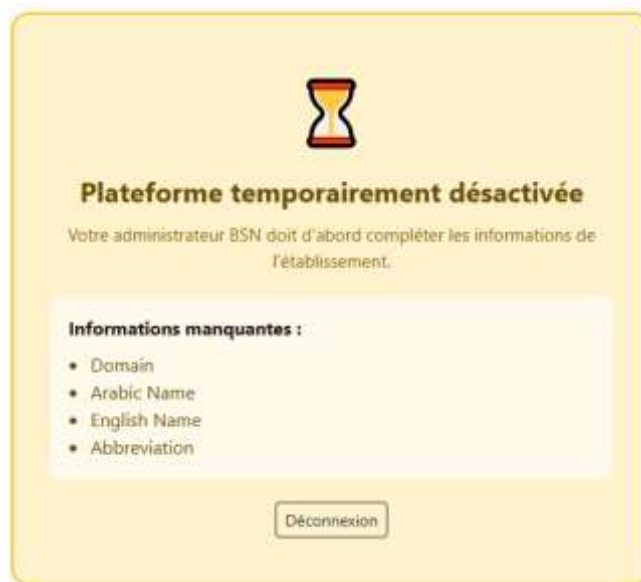 Plateforme temporairement désactivée
Votre administrateur BSN doit d'abord compléter les informations de
l'établissement.
Informations manquantes :
• Domain
• Arabic Name
• English Name
• Abbreviation
Déconnexion